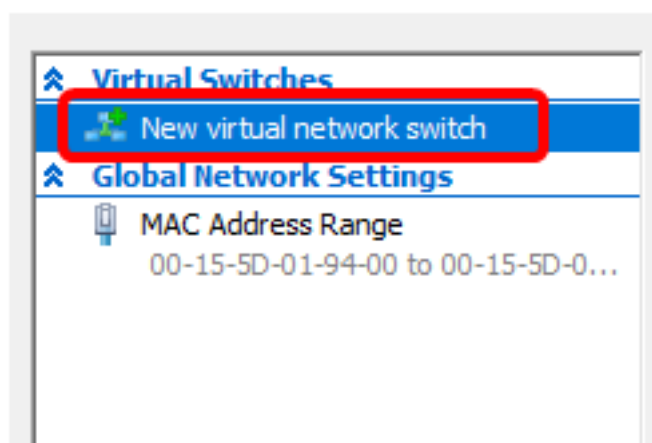 Virtual Switches
New virtual network switch
Global Network Settings
MAC Address Range
00-15-5D-01-94-00 to 00-15-5D-0...